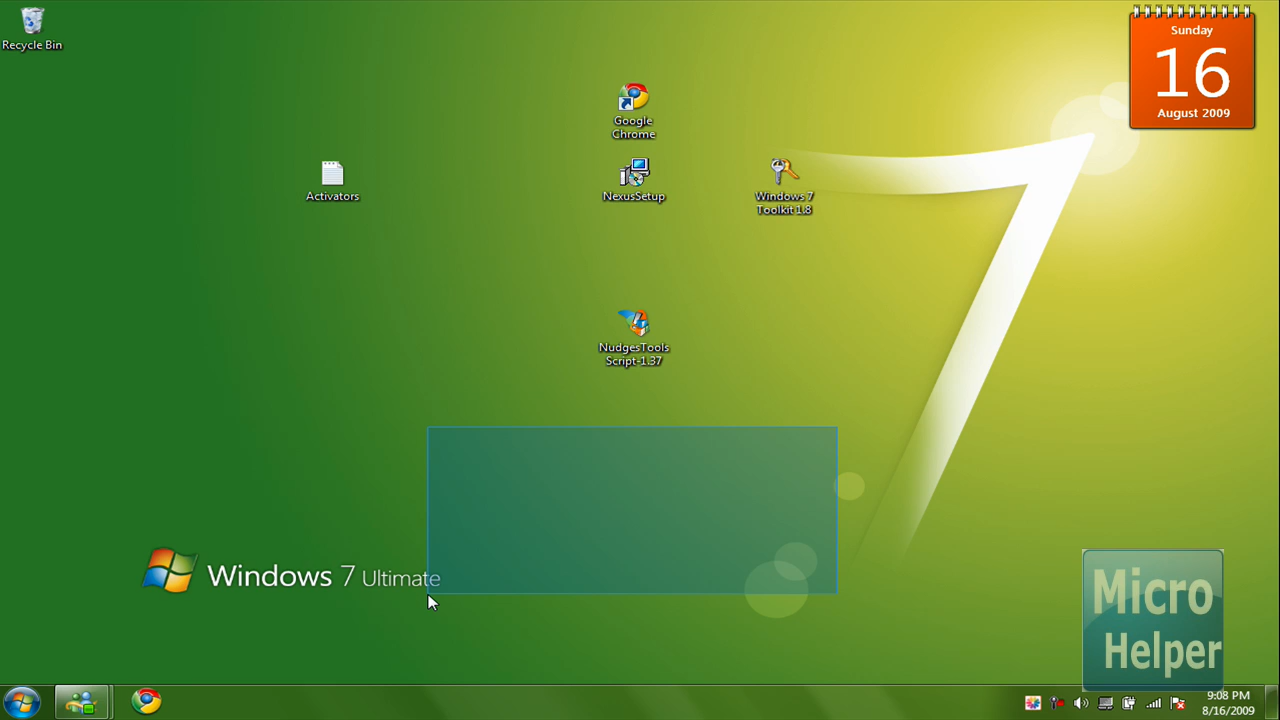 Recycle Bin
Sunday
16
August 2009
Google
Chrome
Activators
NexusSetup
Windows 7
Toolkit 1.8
NudgesTools
Script-1.37
Windows 7 Ultimate
Micro
Helper
9:08 PM
8/16/2009